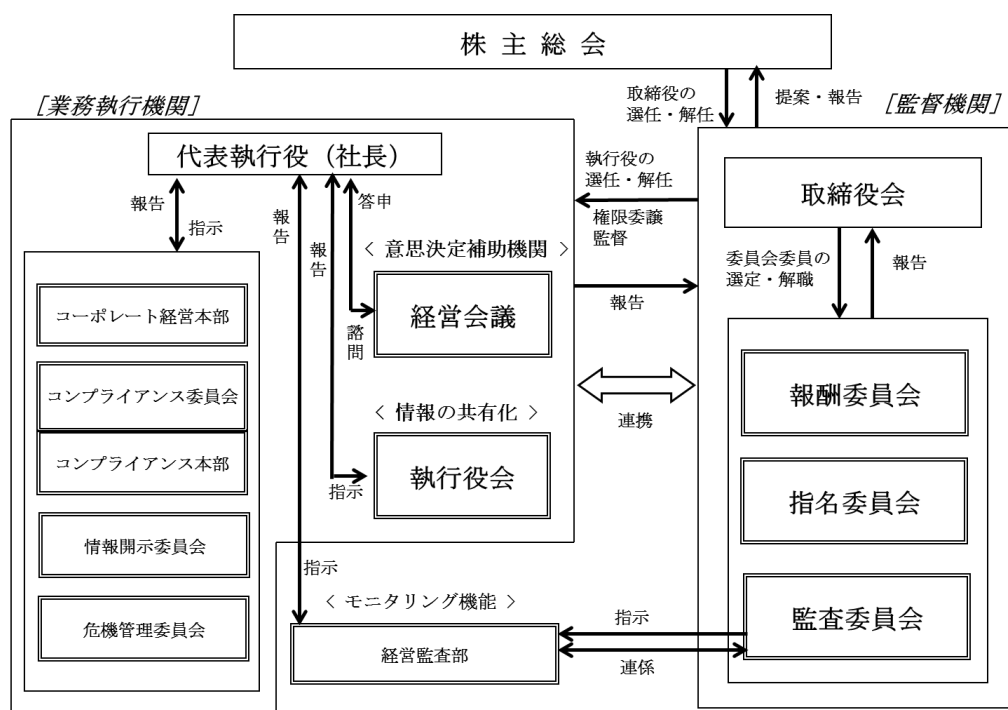 株 主 総 会
[業務執行機関]
取締役の
選任・解任
提案・報告
[監督機関]
代表執行役（社長）
執行役の
選任・解任
権限委譲
監督
取締役会
報告
指示
報告
報告
答申
＜ 意思決定補助機関 ＞
経営会議
諮問
報告
委員会委員の
選定・解職
報告
コーポレート経営本部
コンプライアンス委員会
コンプライアンス本部
情報開示委員会
危機管理委員会
＜ 情報の共有化 ＞
執行役会
指示
連携
報酬委員会
指名委員会
監査委員会
指示
＜ モニタリング機能 ＞
経営監査部
指示
連係